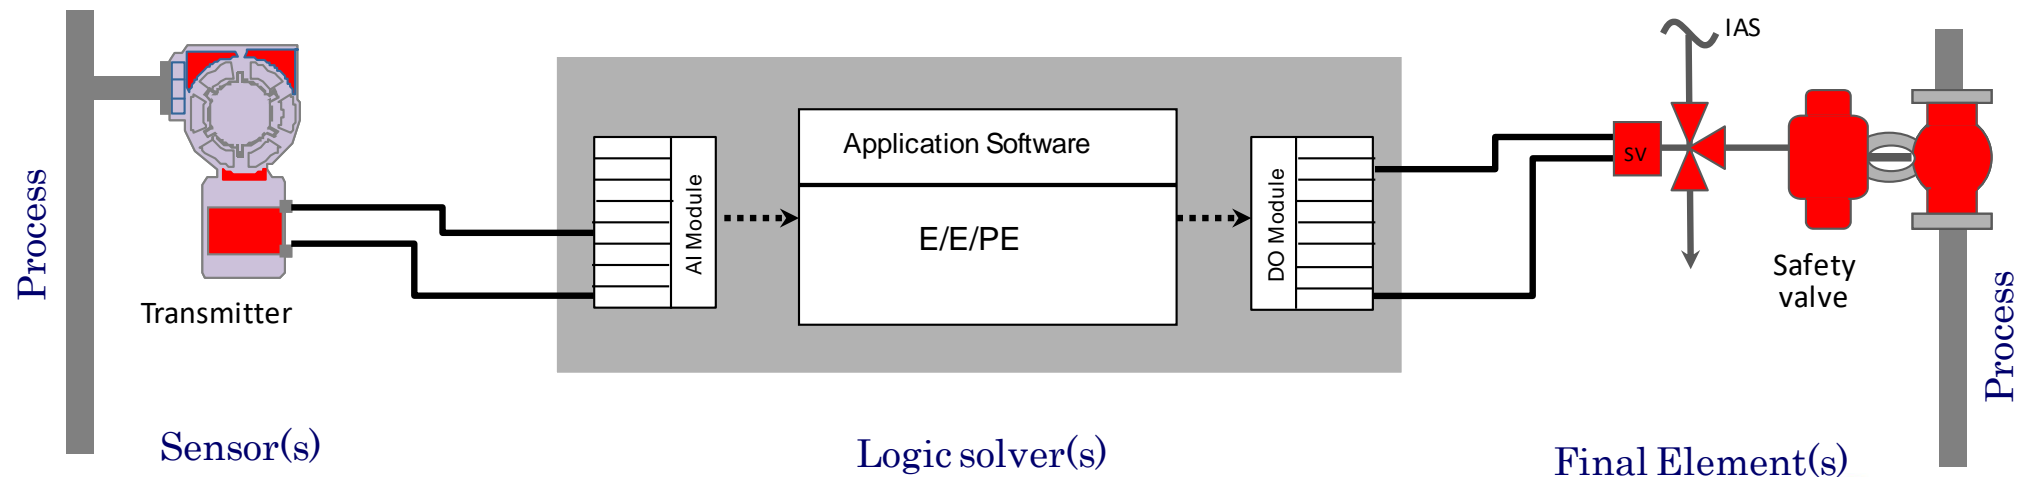 Process
Transmitter
Sensor(s)
AI Module
Application Software
E/E/PE
DO Module
Logic solver(s)
IAS
SV
Safety
valve
Final Element(s)
Process